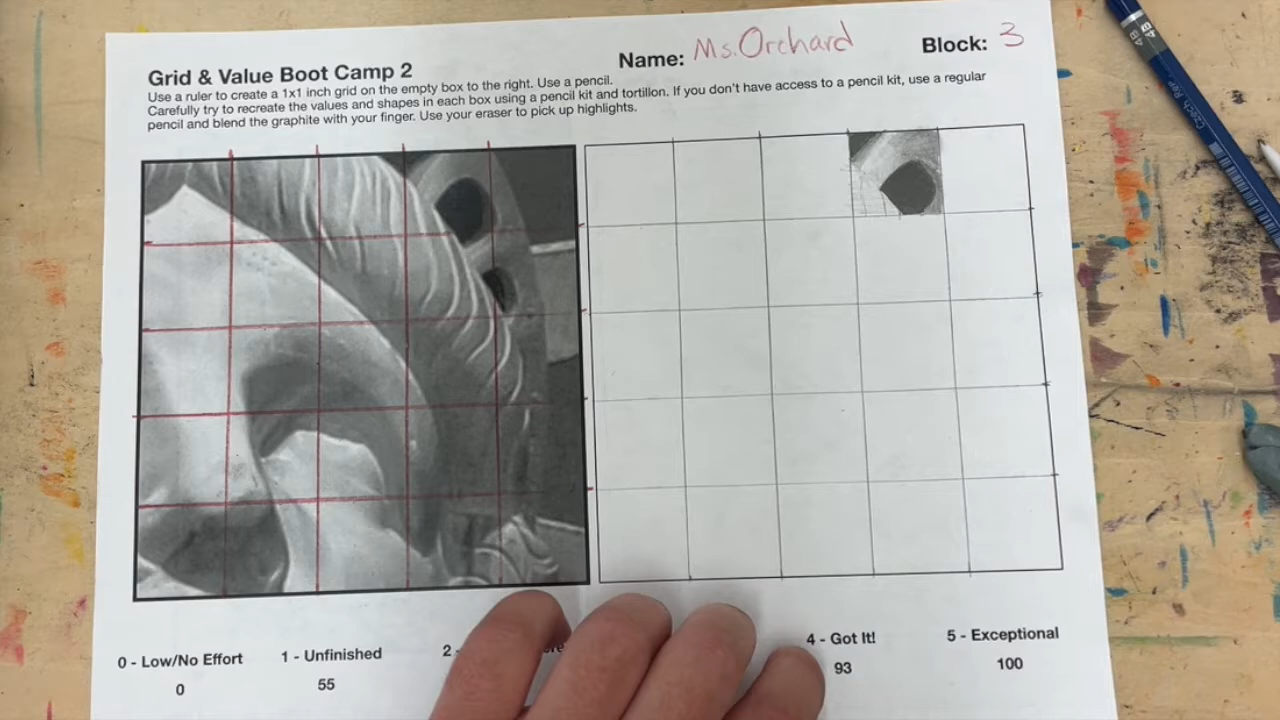 Grid & Value Boot Camp 2
Name: Ms. Orchard
Block: 3
Use a ruler to create a 1x1 inch grid on the empty box to the right. Use a pencil.
Carefully try to recreate the values and shapes in each box using a pencil kit and tortillon. If you don't have access to a pencil kit, use a regular
pencil and blend the graphite with your finger. Use your eraser to pick up highlights.
4B
4B
Czech Rep
0 - Low/No Effort
1 - Unfinished
2 -
4 - Got It!
5 - Exceptional
0
55
93
100